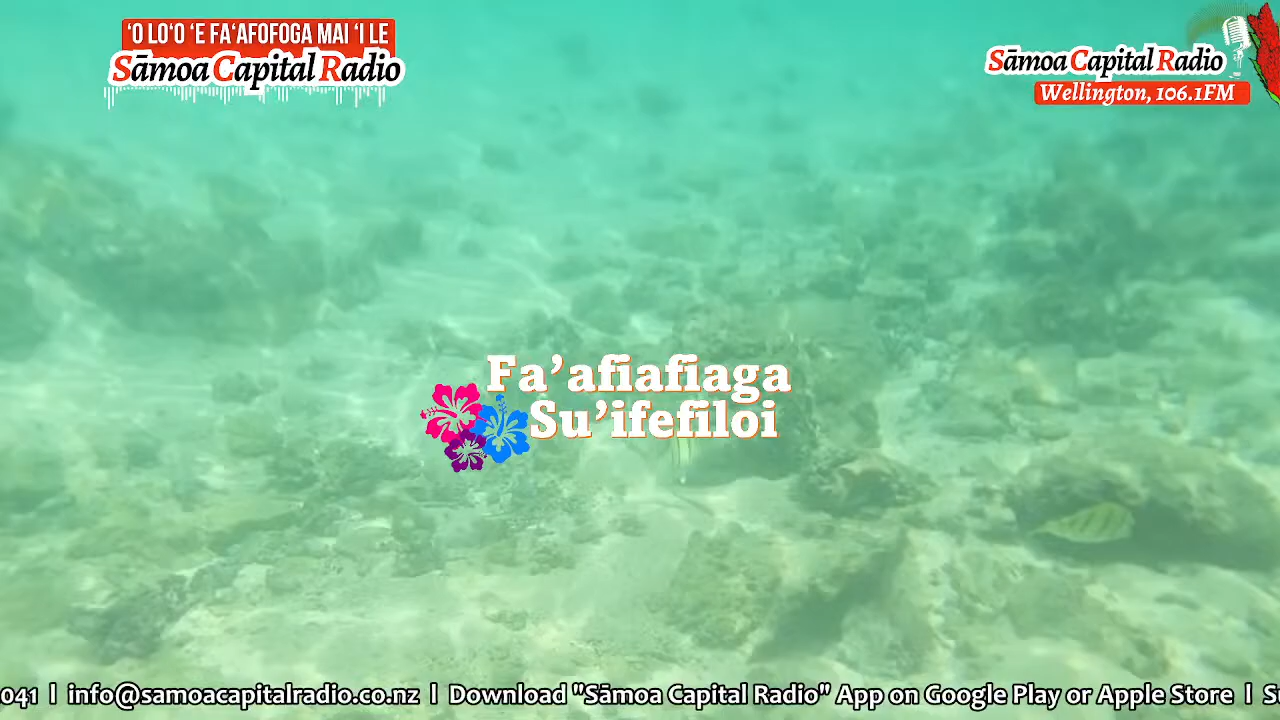 ‘O LO‘O ‘E FA‘AFOFOGA MAI ‘I LE
Sāmoa Capital Radio
Sāmoa Capital Radio
Wellington, 106.1FM
Fa’afiafiaga
Su’ifefiloi
041 | info@samoacapitalradio.co.nz | Download "Sāmoa Capital Radio" App on Google Play or Apple Store |